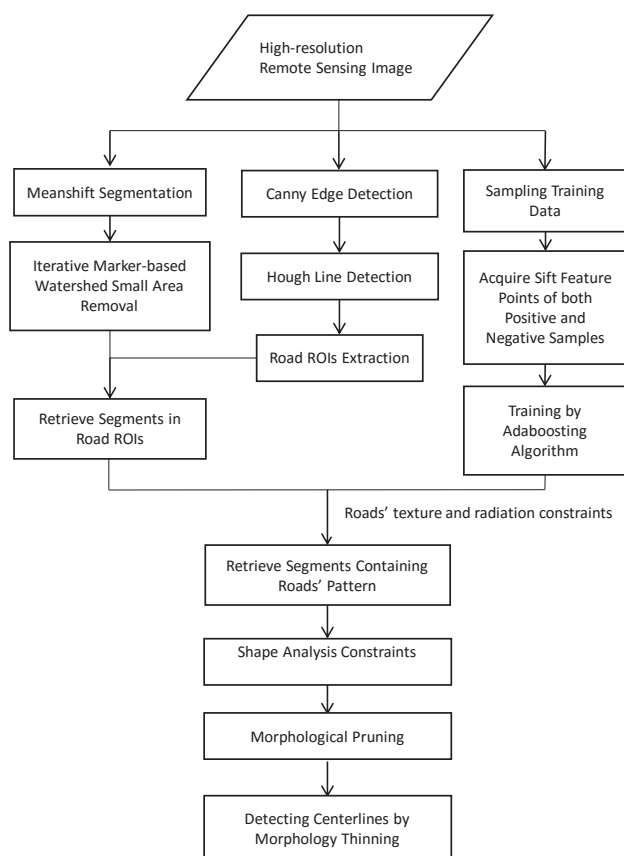 High-resolution
Remote Sensing Image
Meanshift Segmentation
Canny Edge Detection
Sampling Training
Data
Iterative Marker-based
Watershed Small Area
Removal
Hough Line Detection
Acquire Sift Feature
Points of both
Positive and
Negative Samples
Road ROIs Extraction
Retrieve Segments in
Road ROIs
Training by
Adaboosting
Algorithm
Roads' texture and radiation constraints
Retrieve Segments Containing
Roads' Pattern
Shape Analysis Constraints
Morphological Pruning
Detecting Centerlines by
Morphology Thinning